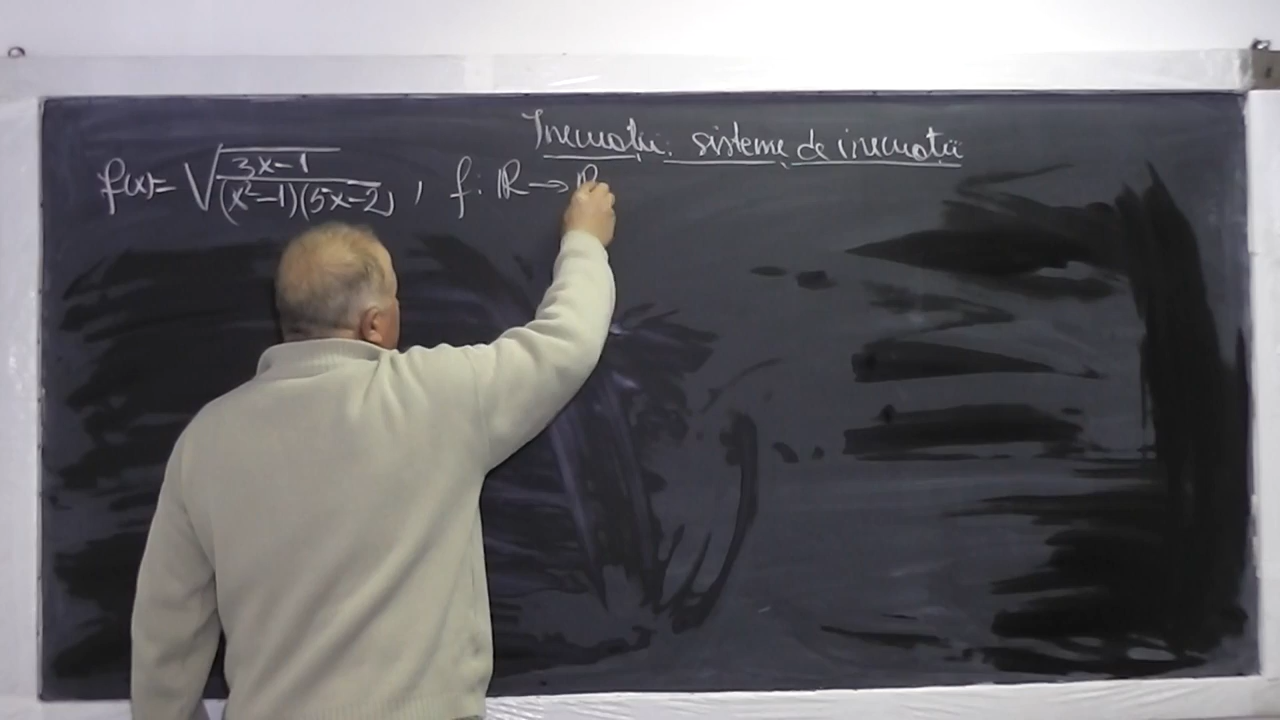 Inecuații. sisteme de inecuații
f(x)= √((3x-1)/((x²-1)(5x-2))) , f: ℝ → ℝ